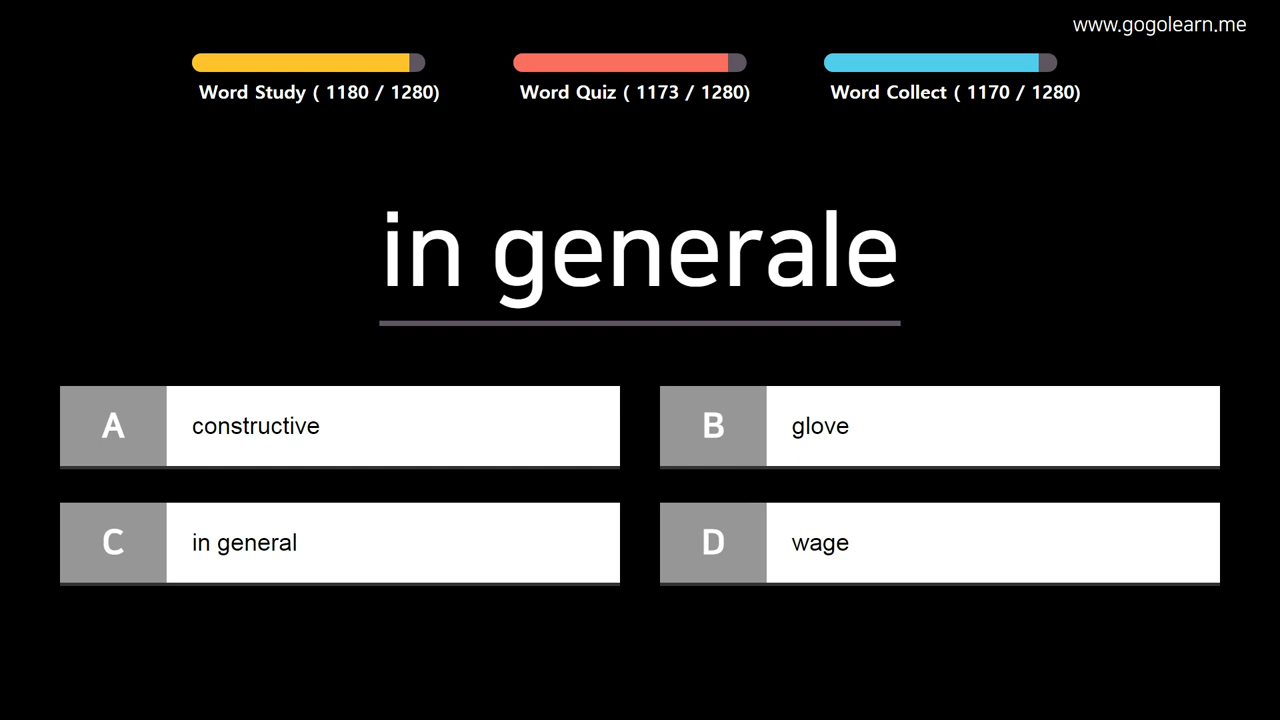 www.gogolearn.me
Word Study ( 1180 / 1280)
Word Quiz ( 1173 / 1280)
Word Collect ( 1170 / 1280)
in generale
A constructive
B glove
C in general
D wage